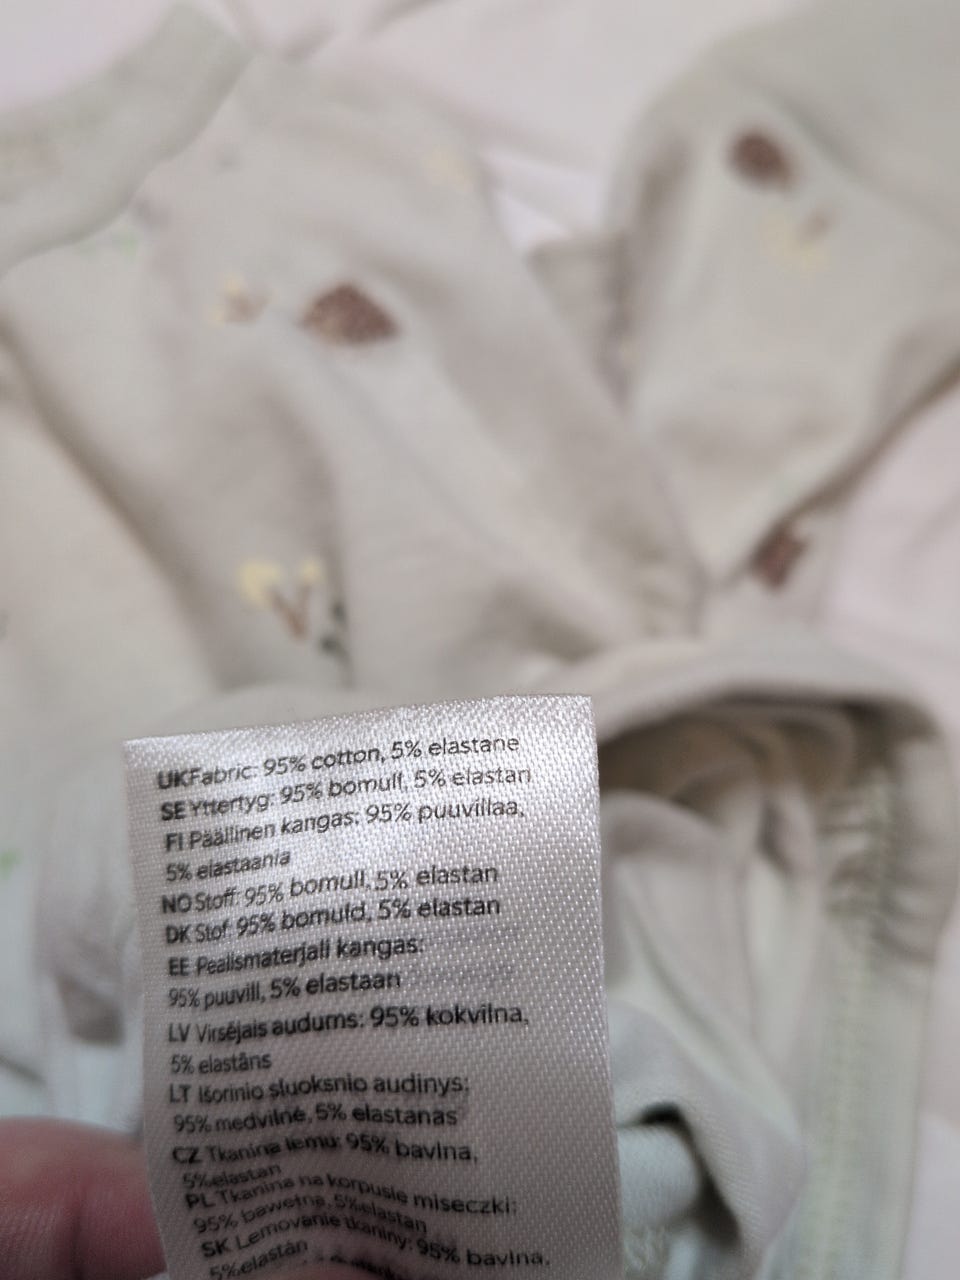 UK Fabric: 95% cotton, 5% elastane
SE Yttertyg: 95% bomull, 5% elastan
FI Päällinen kangas: 95% puuvillaa,
5% elastaania
NO Stoff: 95% bomull, 5% elastan
DK Stof: 95% bomuld, 5% elastan
EE Pealismaterjali kangas:
95% puuvill, 5% elastaan
LV Virsējais audums: 95% kokvilna,
5% elastāns
LT Išorinio sluoksnio audinys:
95% medvilnė, 5% elastanas
CZ Tkanina lemu: 95% bavlna,
5%elastan
PL Tkanina na korpusie miseczki:
95% bawełna, 5%elastan
SK Lemovanie tkaniny: 95% bavlna,
5%elastán